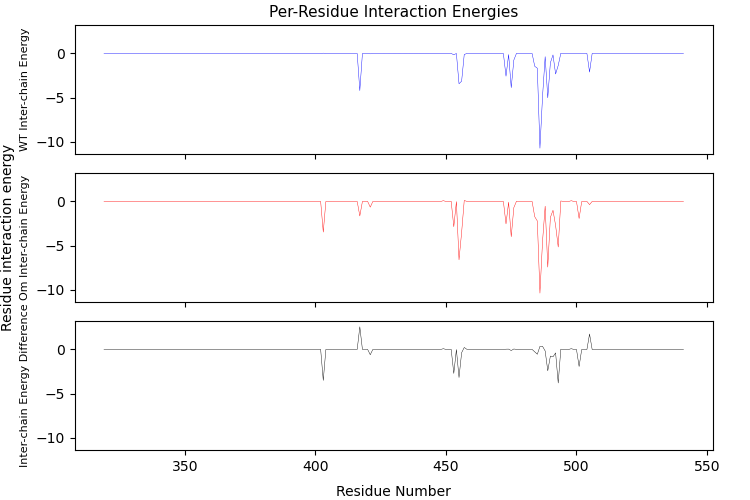 Per-Residue Interaction Energies
WT Inter-chain Energy
0
−5
−10
Residue interaction energy
Om Inter-chain Energy
0
−5
−10
Inter-chain Energy Difference
0
−5
−10
350 400 450 500 550
Residue Number